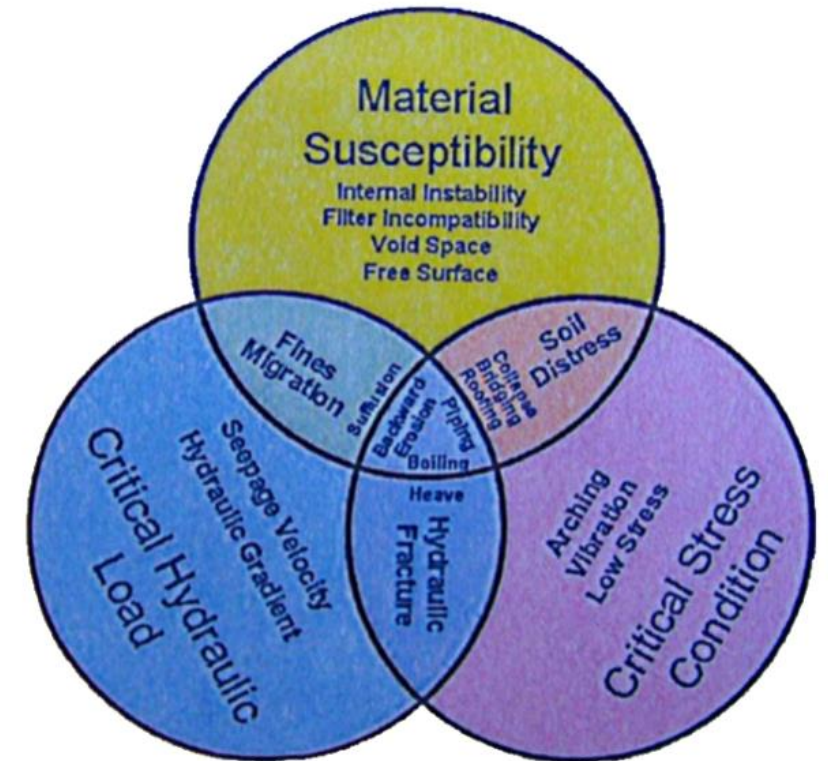 Material
Susceptibility
Internal Instability
Filter Incompatibility
Void Space
Free Surface
Fines
Migration
Suffusion
Soil
Distress
Collapse
Bridging
Roofing
Backward
Erosion
Piping
Boiling
Heave
Hydraulic
Fracture
Seepage Velocity
Hydraulic Gradient
Critical Hydraulic
Load
Arching
Vibration
Low Stress
Critical Stress
Condition